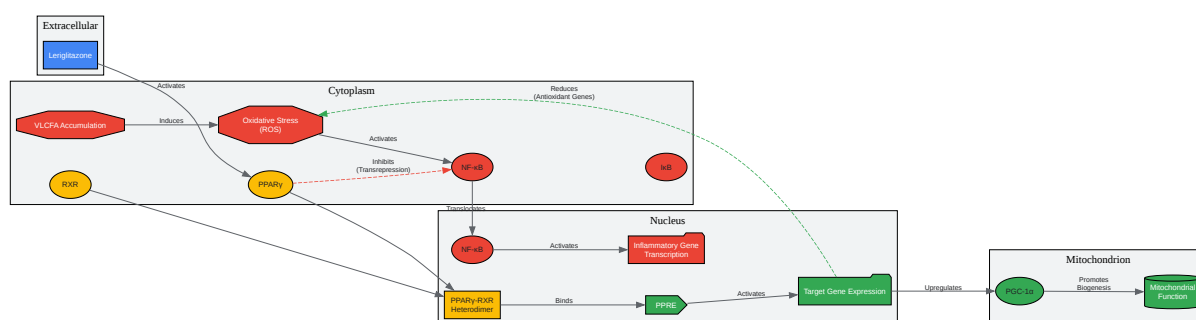 Extracellular
Leriglitazone
Activates
Cytoplasm
Reduces
(Antioxidant Genes)
VLCFA Accumulation
Induces
Oxidative Stress
(ROS)
Activates
Inhibits
(Transrepression)
NF-κB
IκB
RXR
PPARγ
Translocates
Nucleus
NF-κB
Activates
Inflammatory Gene
Transcription
PPARγ-RXR
Heterodimer
Binds
PPRE
Activates
Target Gene Expression
Upregulates
Mitochondrion
PGC-1α
Promotes
Biogenesis
Mitochondrial
Function